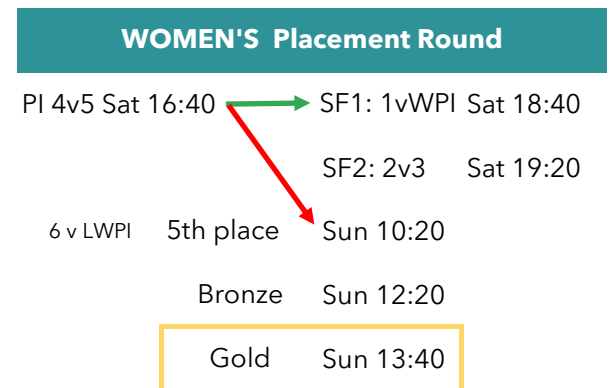 WOMEN'S Placement Round
PI 4v5 Sat 16:40 SF1: 1vWPI Sat 18:40
SF2: 2v3 Sat 19:20
6 v LWPI 5th place Sun 10:20
Bronze Sun 12:20
Gold Sun 13:40